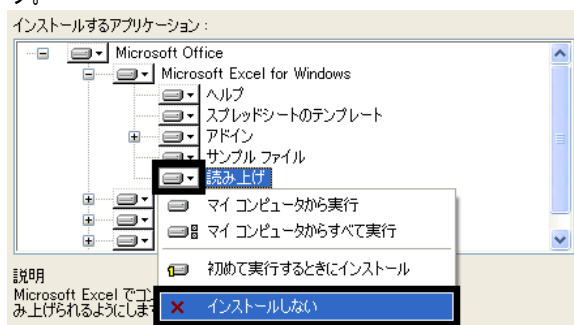 す。
インストールするアプリケーション:
Microsoft Office
Microsoft Excel for Windows
ヘルプ
スプレッドシートのテンプレート
アドイン
サンプル ファイル
読み上げ
マイ コンピュータから実行
マイ コンピュータからすべて実行
初めて実行するときにインストール
インストールしない
説明
Microsoft Excel でコン
み上げられるようにしま